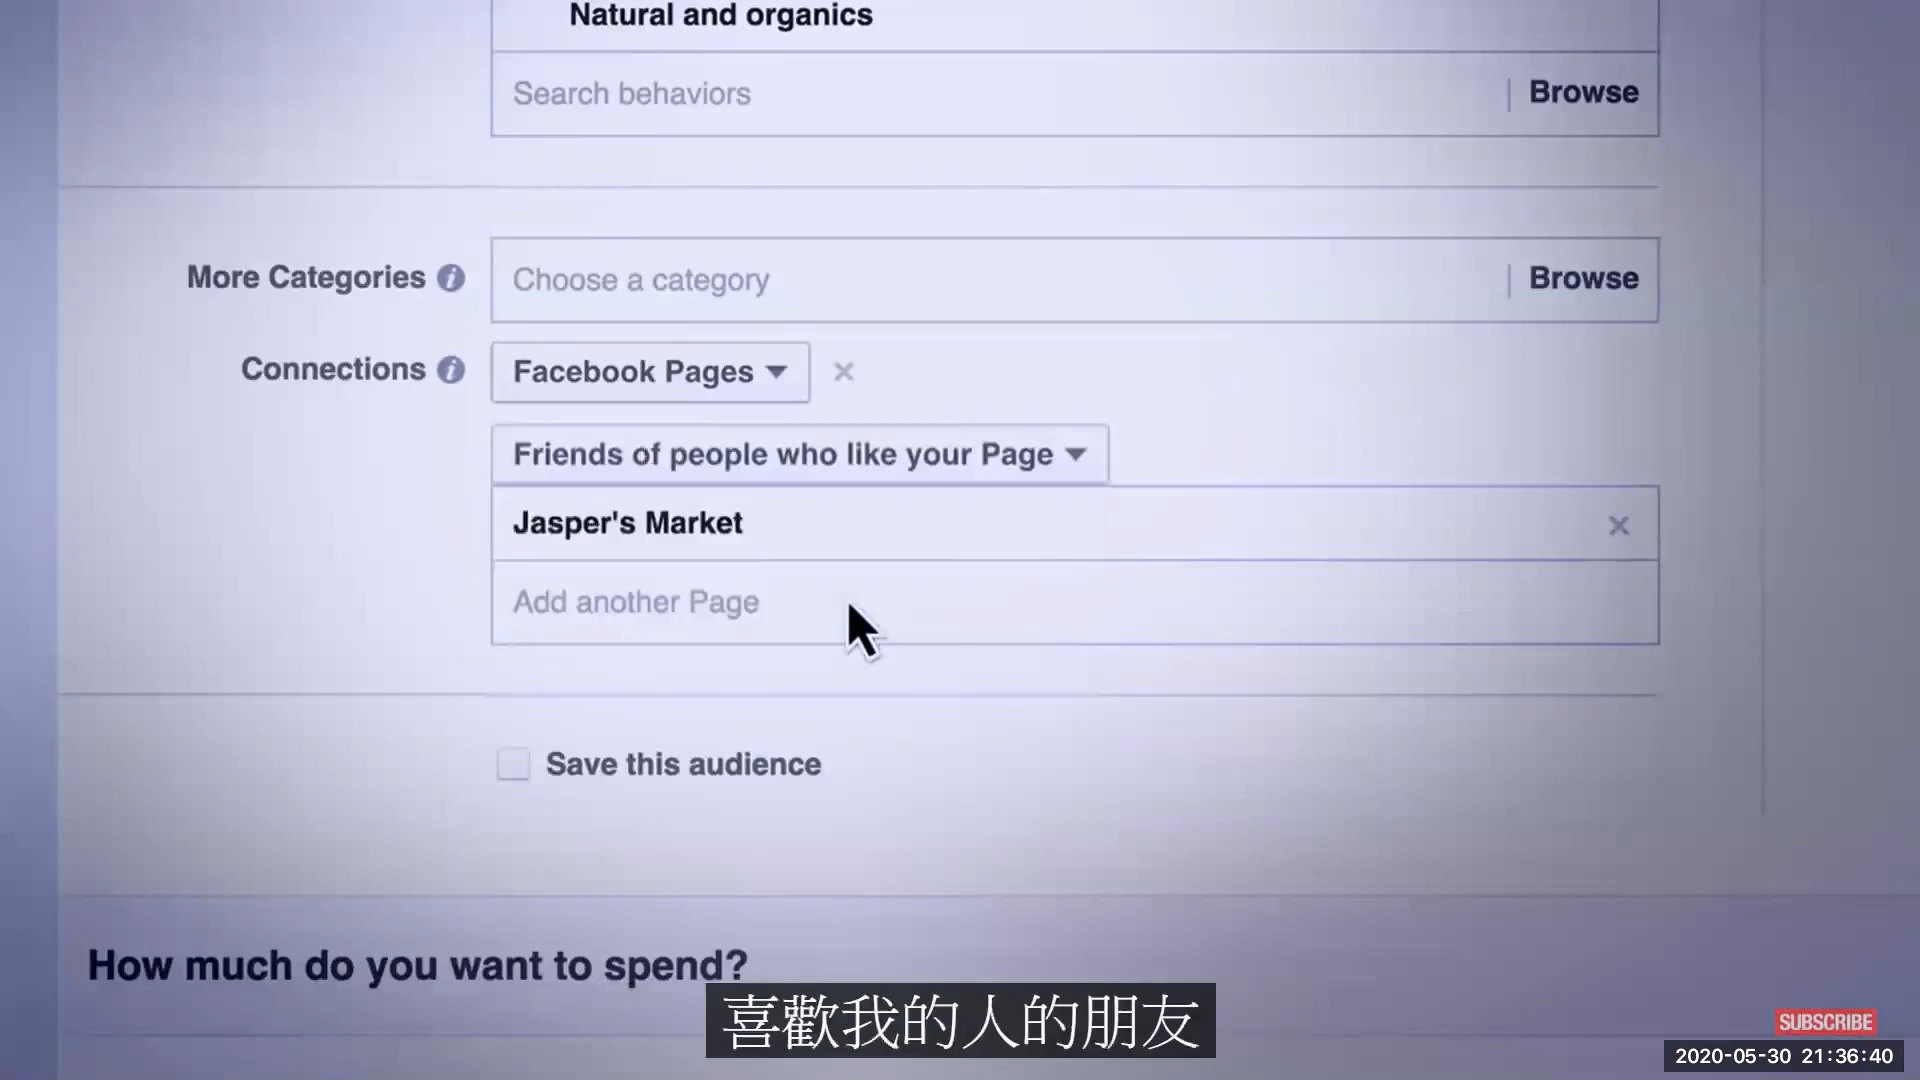 Natural and organics
Search behaviors
Browse
More Categories
Choose a category
Browse
Connections
Facebook Pages
Friends of people who like your Page
Jasper's Market
Add another Page
Save this audience
How much do you want to spend?
喜歡我的人的朋友
SUBSCRIBE
2020-05-30 21:36:40